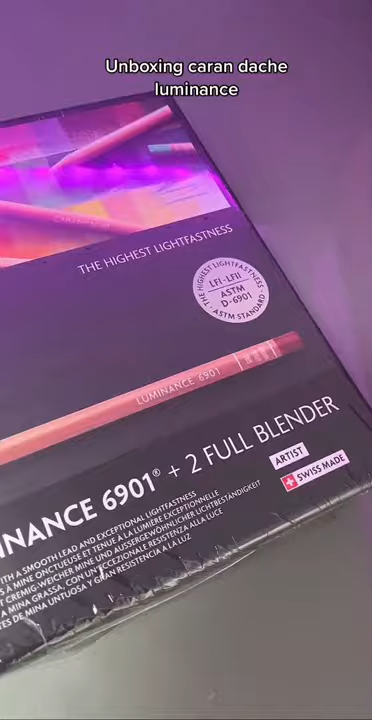 Unboxing caran dache
luminance
THE HIGHEST LIGHTFASTNESS
THE HIGHEST LIGHTFASTNESS
LFI-LFII
ASTM
D-6901
ASTM STANDARD
LUMINANCE 6901
NANCE 6901® + 2 FULL BLENDER
ARTIST
SWISS MADE
WITH A SMOOTH LEAD AND EXCEPTIONAL LIGHTFASTNESS
À MINE ONCTUEUSE ET TENUE À LA LUMIÈRE EXCEPTIONNELLE
CREMIG-WEICHER MINE UND AUSSERGEWÖHNLICHER LICHTBESTÄNDIGKEIT
A MINA GRASSA, CON UN'ECCEZIONALE RESISTENZA ALLA LUCE
DE MINA UNTUOSA Y GRAN RESISTENCIA A LA LUZ